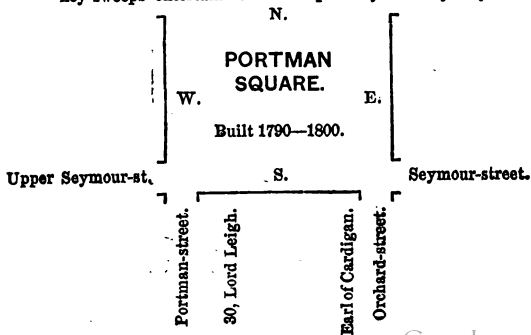 N.
PORTMAN
SQUARE.
W.
E.
Built 1790—1800.
Upper Seymour-st.
S.
Seymour-street.
Portman-street.
30, Lord Leigh.
Earl of Cardigan.
Orchard-street.